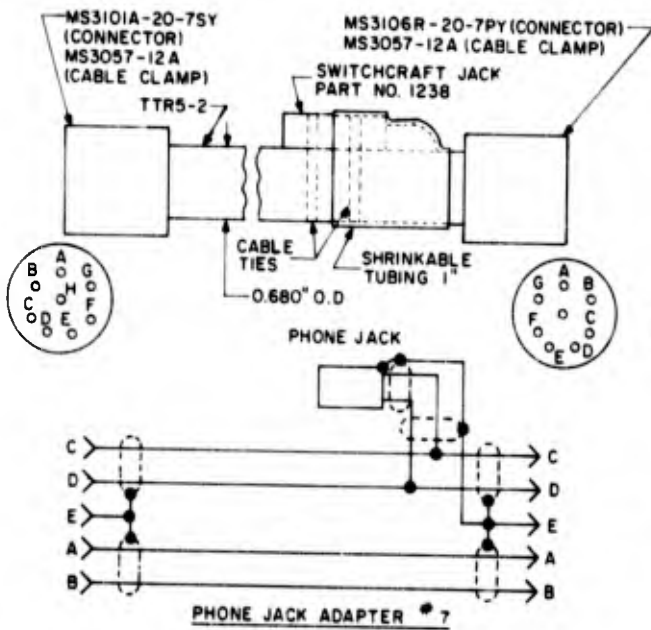 MS3101A-20-7SY
(CONNECTOR)
MS3057-12A
(CABLE CLAMP)
TTR5-2
SWITCHCRAFT JACK
PART NO. 1238
MS3106R-20-7PY (CONNECTOR)
MS3057-12A (CABLE CLAMP)
CABLE
TIES
SHRINKABLE
TUBING 1"
0.680" O.D
A
B
G
H
C
F
D
E
A
G
B
F
C
E
D
PHONE JACK
C
C
D
D
E
E
A
A
B
B
PHONE JACK ADAPTER #7